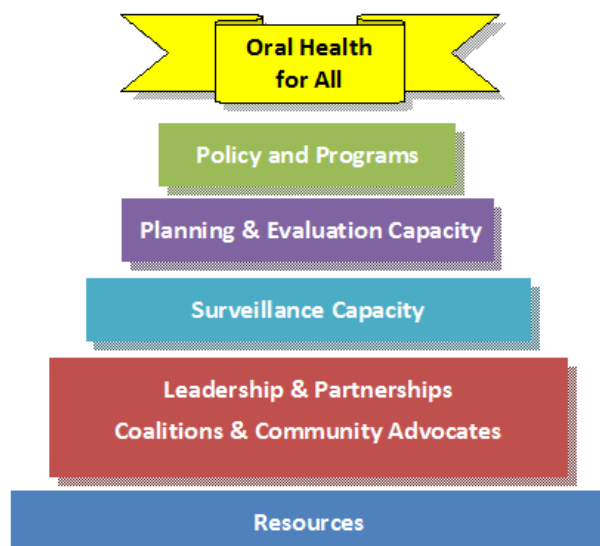 Oral Health
for All
Policy and Programs
Planning & Evaluation Capacity
Surveillance Capacity
Leadership & Partnerships
Coalitions & Community Advocates
Resources